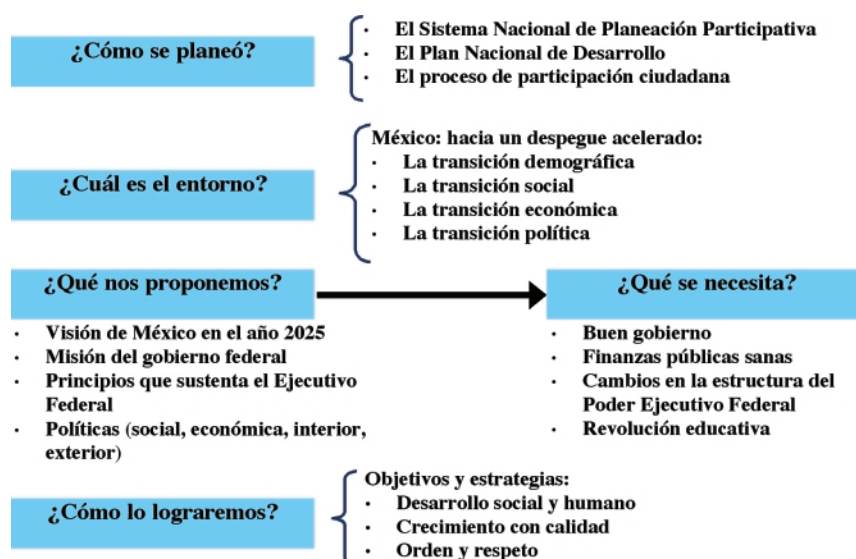 ¿Cómo se planeó?
· El Sistema Nacional de Planeación Participativa
· El Plan Nacional de Desarrollo
· El proceso de participación ciudadana
¿Cuál es el entorno?
México: hacia un despegue acelerado:
· La transición demográfica
· La transición social
· La transición económica
· La transición política
¿Qué nos proponemos?
· Visión de México en el año 2025
· Misión del gobierno federal
· Principios que sustenta el Ejecutivo
Federal
· Políticas (social, económica, interior,
exterior)
¿Qué se necesita?
· Buen gobierno
· Finanzas públicas sanas
· Cambios en la estructura del
Poder Ejecutivo Federal
· Revolución educativa
¿Cómo lo lograremos?
Objetivos y estrategias:
· Desarrollo social y humano
· Crecimiento con calidad
· Orden y respeto